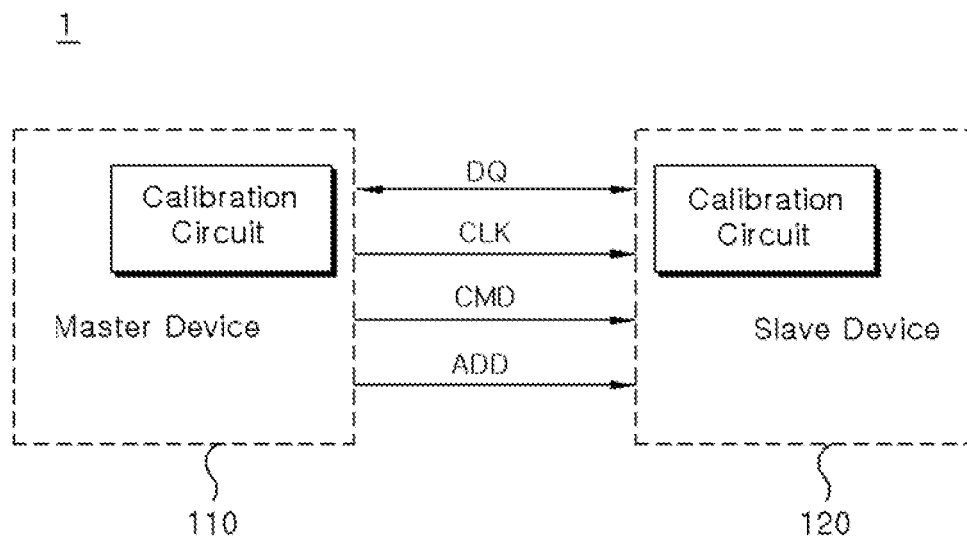 1
Calibration
Circuit
DQ
CLK
CMD
ADD
Calibration
Circuit
Master Device
Slave Device
110
120